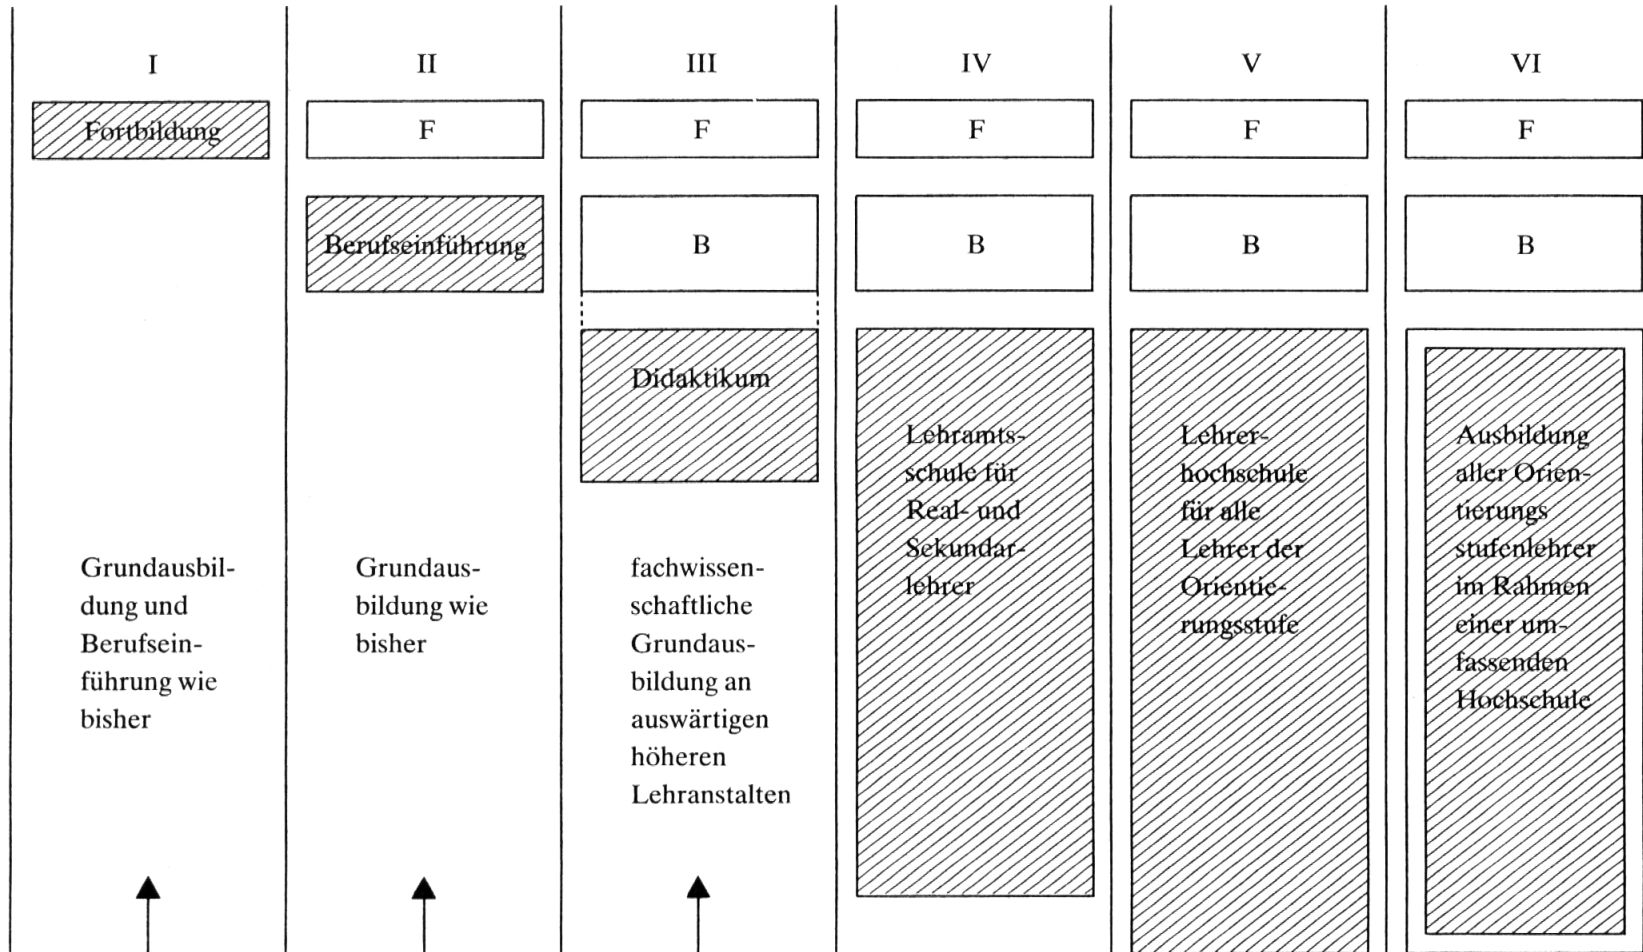 I
Fortbildung
Grundausbil-
dung und
Berufsein-
führung wie
bisher
II
F
Berufseinführung
Grundaus-
bildung wie
bisher
III
F
B
Didaktikum
fachwissen-
schaftliche
Grundaus-
bildung an
auswärtigen
höheren
Lehranstalten
IV
F
B
Lehramts-
schule für
Real- und
Sekundar-
lehrer
V
F
B
Lehrer-
hochschule
für alle
Lehrer der
Orientie-
rungsstufe
VI
F
B
Ausbildung
aller Orien-
tierungs
stufenlehrer
im Rahmen
einer um-
fassenden
Hochschule